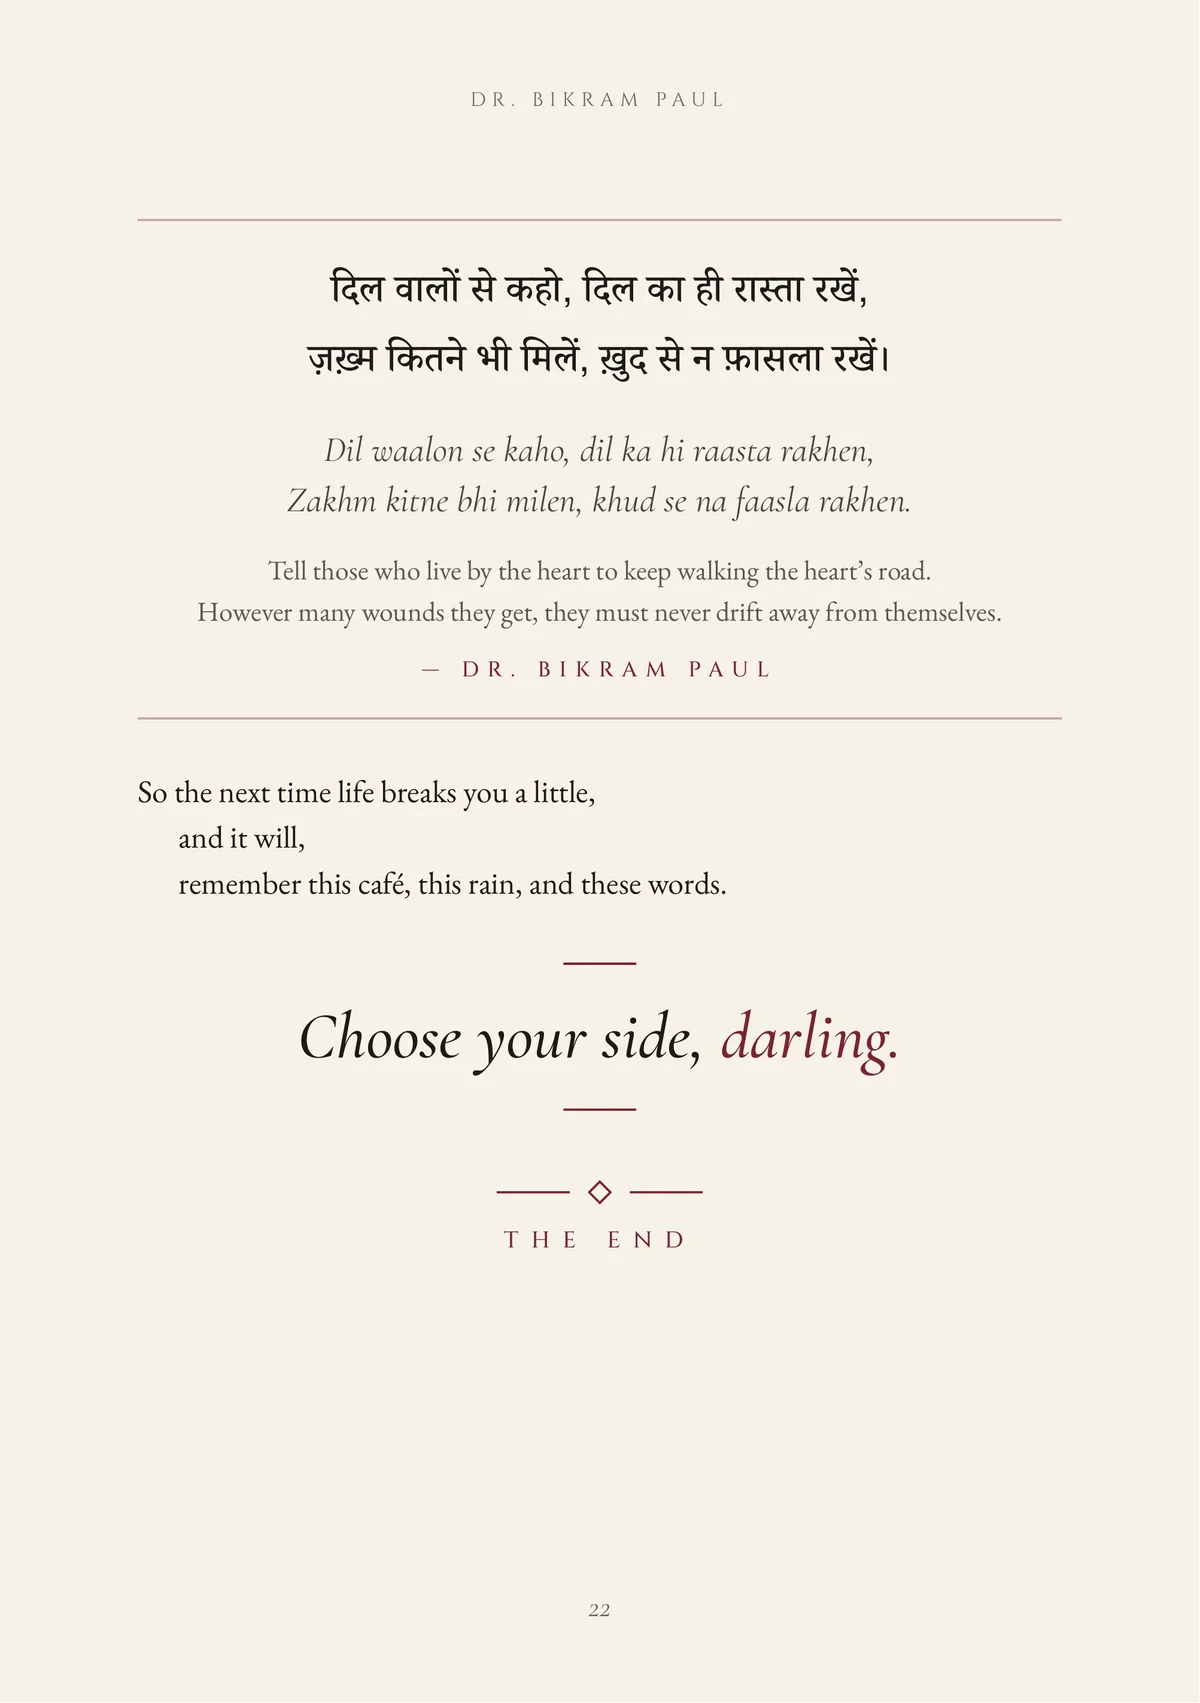 DR. BIKRAM PAUL
दिल वालों से कहो, दिल का ही रास्ता रखें,
ज़ख़्म कितने भी मिलें, ख़ुद से न फ़ासला रखें।
Dil waalon se kaho, dil ka hi raasta rakhen,
Zakhm kitne bhi milen, khud se na faasla rakhen.
Tell those who live by the heart to keep walking the heart’s road.
However many wounds they get, they must never drift away from themselves.
— DR. BIKRAM PAUL
So the next time life breaks you a little,
and it will,
remember this café, this rain, and these words.
Choose your side, darling.
THE END
22